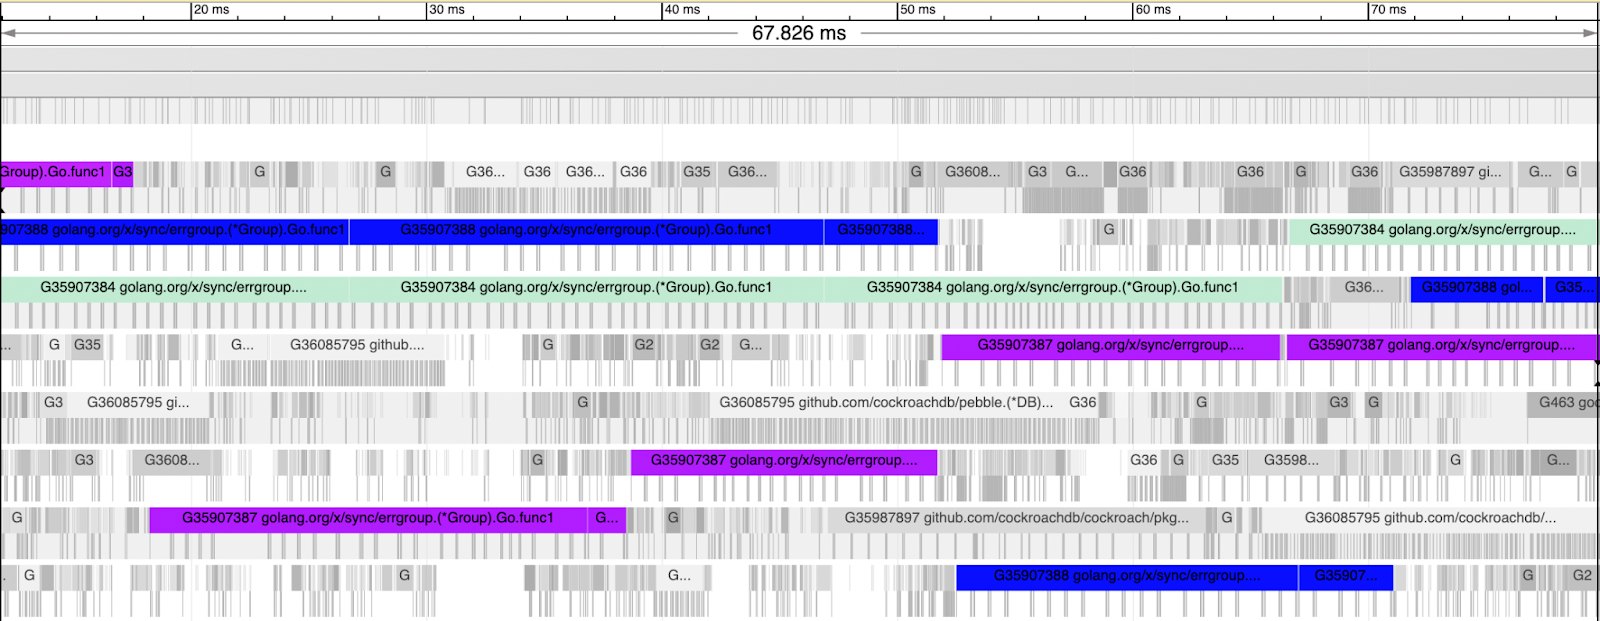 20 ms 30 ms 40 ms 50 ms 60 ms 70 ms
67.826 ms
Group).Go.func1 G3 G G G36... G36 G36... G36 G35 G36... G G3608... G3 G... G36 G36 G G36 G35987897 gi... G... G
907388 golang.org/x/sync/errgroup.(*Group).Go.func1 G35907388 golang.org/x/sync/errgroup.(*Group).Go.func1 G35907388... G G35907384 golang.org/x/sync/errgroup....
G35907384 golang.org/x/sync/errgroup.... G35907384 golang.org/x/sync/errgroup.(*Group).Go.func1 G35907384 golang.org/x/sync/errgroup.(*Group).Go.func1 G36... G35907388 gol... G35...
... G G35 G... G36085795 github.... G G2 G2 G... G35907387 golang.org/x/sync/errgroup.... G35907387 golang.org/x/sync/errgroup....
G3 G36085795 gi... G G36085795 github.com/cockroachdb/pebble.(*DB)... G36 G G3 G G463 goo
G3 G3608... G G35907387 golang.org/x/sync/errgroup.... G36 G G35 G3598... G G...
G G35907387 golang.org/x/sync/errgroup.(*Group).Go.func1 G... G G35987897 github.com/cockroachdb/cockroach/pkg... G G36085795 github.com/cockroachdb/...
. G G G... G35907388 golang.org/x/sync/errgroup.... G35907... G G2